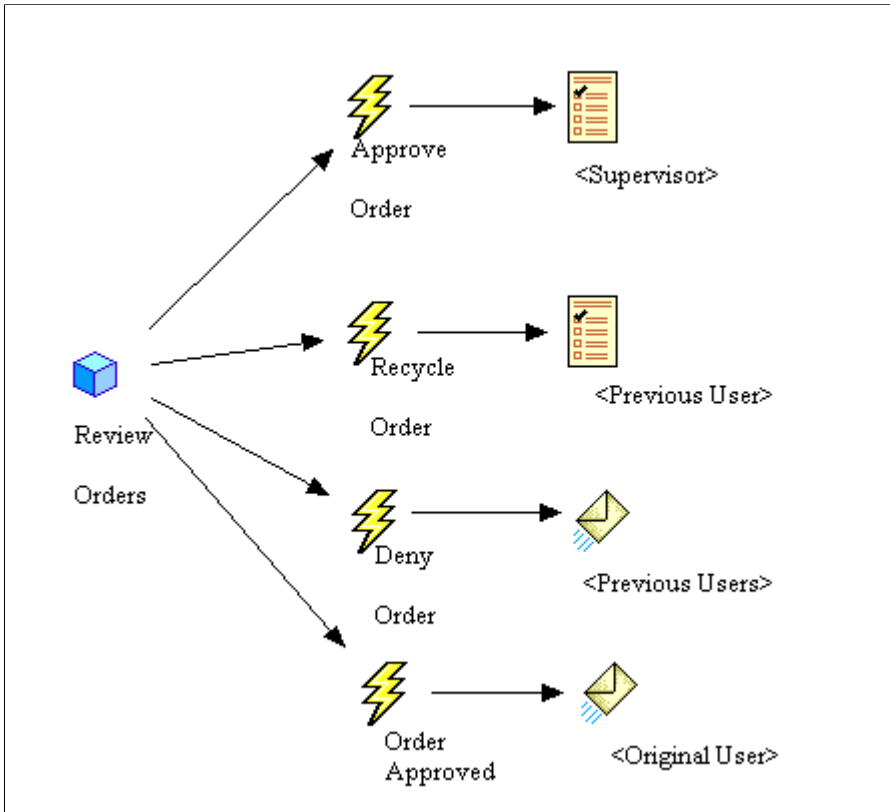 Approve
Order
<Supervisor>
Recycle
Order
<Previous User>
Review
Orders
Deny
Order
<Previous Users>
Order
Approved
<Original User>